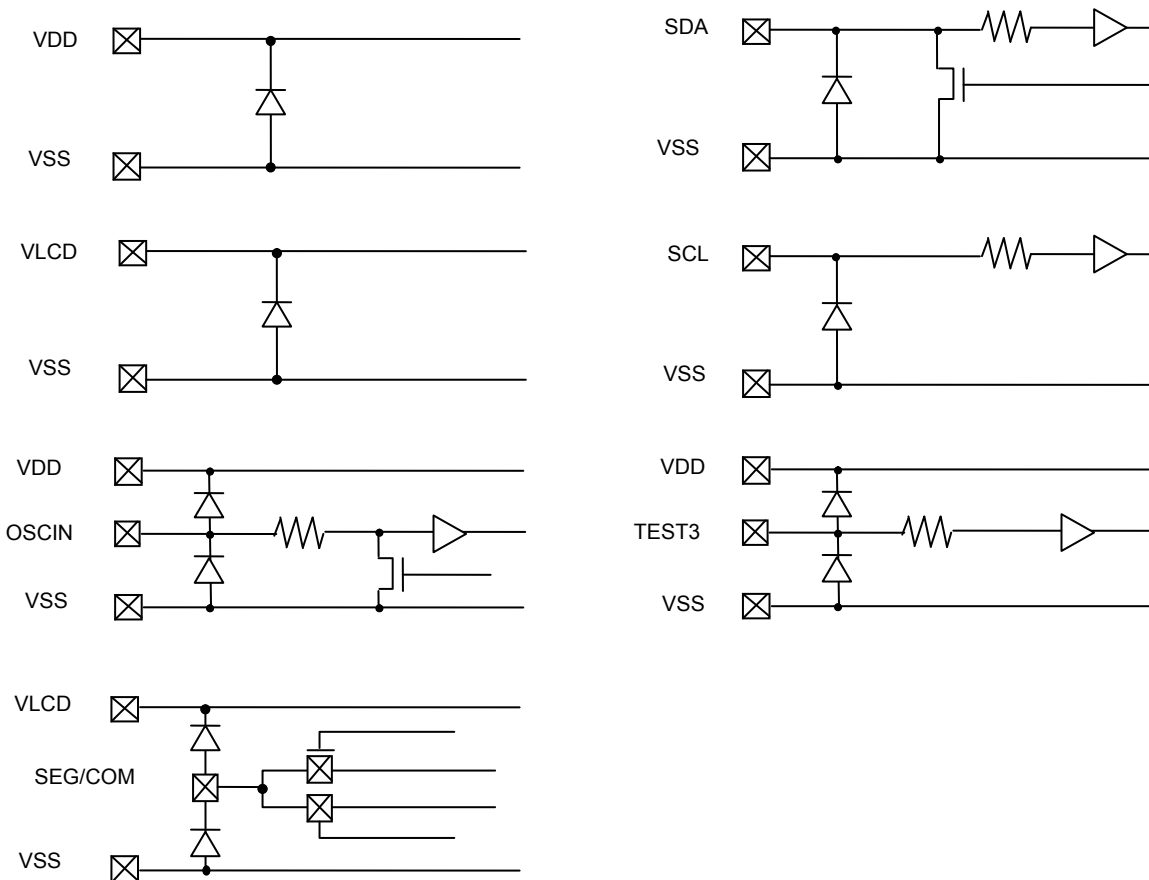 VDD
VSS
VLCD
VSS
VDD
OSCIN
VSS
VLCD
SEG/COM
VSS
SDA
VSS
SCL
VSS
VDD
TEST3
VSS